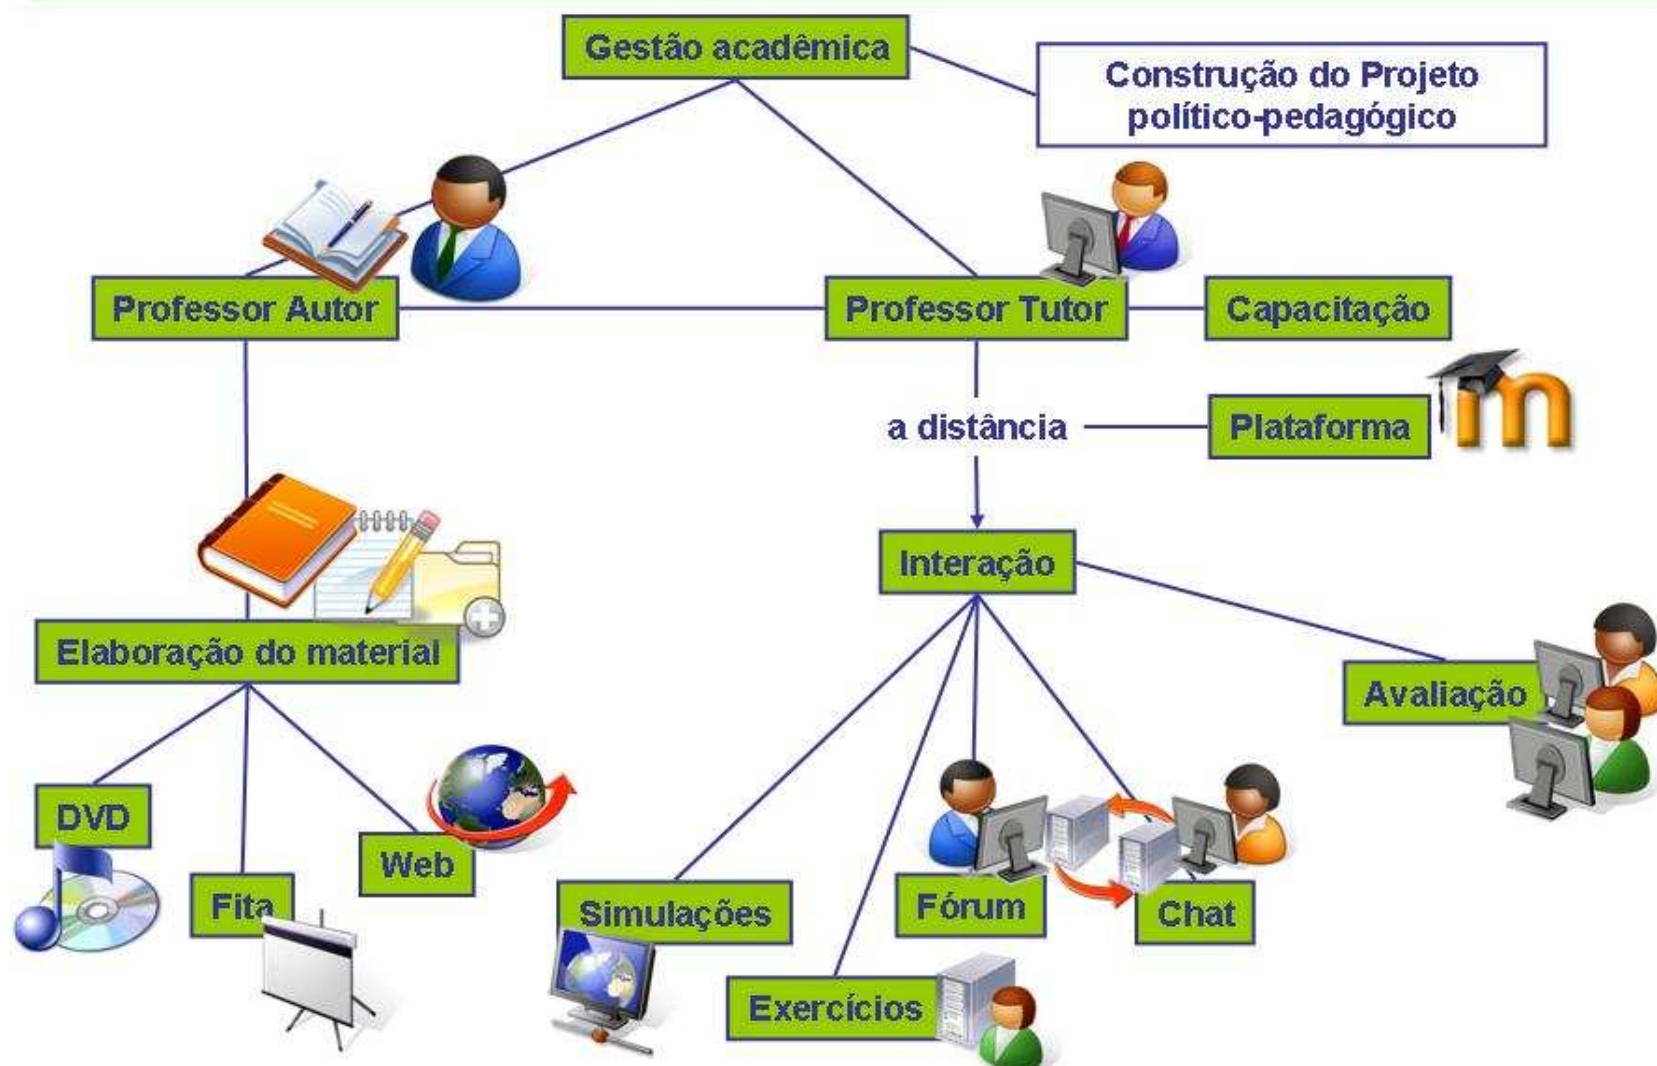 Gestão acadêmica
Construção do Projeto
político-pedagógico
Professor Autor
Professor Tutor
Capacitação
a distância
Plataforma
m
Interação
Elaboração do material
Avaliação
DVD
Web
Fita
Simulações
Fórum
Chat
Exercícios